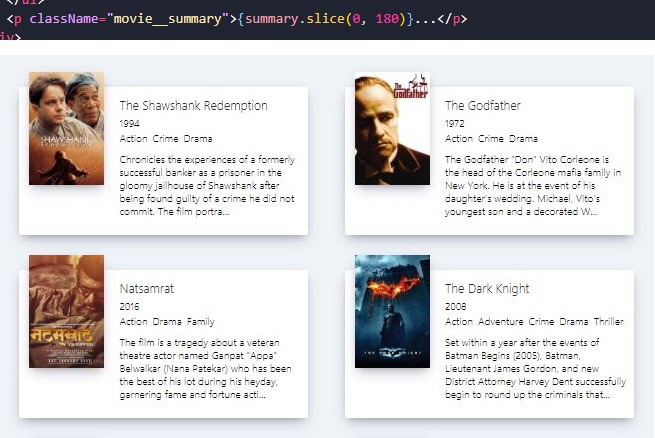 </ul>
<p className="movie__summary">{summary.slice(0, 180)}...</p>
iv>
SHAWSHANK
The Shawshank Redemption
1994
Action Crime Drama
Chronicles the experiences of a formerly
successful banker as a prisoner in the
gloomy jailhouse of Shawshank after
being found guilty of a crime he did not
commit. The film portra...
The
Godfather
The Godfather
1972
Action Crime Drama
The Godfather "Don" Vito Corleone is
the head of the Corleone mafia family in
New York. He is at the event of his
daughter's wedding. Michael, Vito's
youngest son and a decorated W...
नटसम्राट
Natsamrat
2016
Action Drama Family
The film is a tragedy about a veteran
theatre actor named Ganpat "Appa"
Belwalkar (Nana Patekar) who has been
the best of his lot during his heyday,
garnering fame and fortune acti...
THE DARK KNIGHT
The Dark Knight
2008
Action Adventure Crime Drama Thriller
Set within a year after the events of
Batman Begins (2005), Batman,
Lieutenant James Gordon, and new
District Attorney Harvey Dent successfully
begin to round up the criminals that...